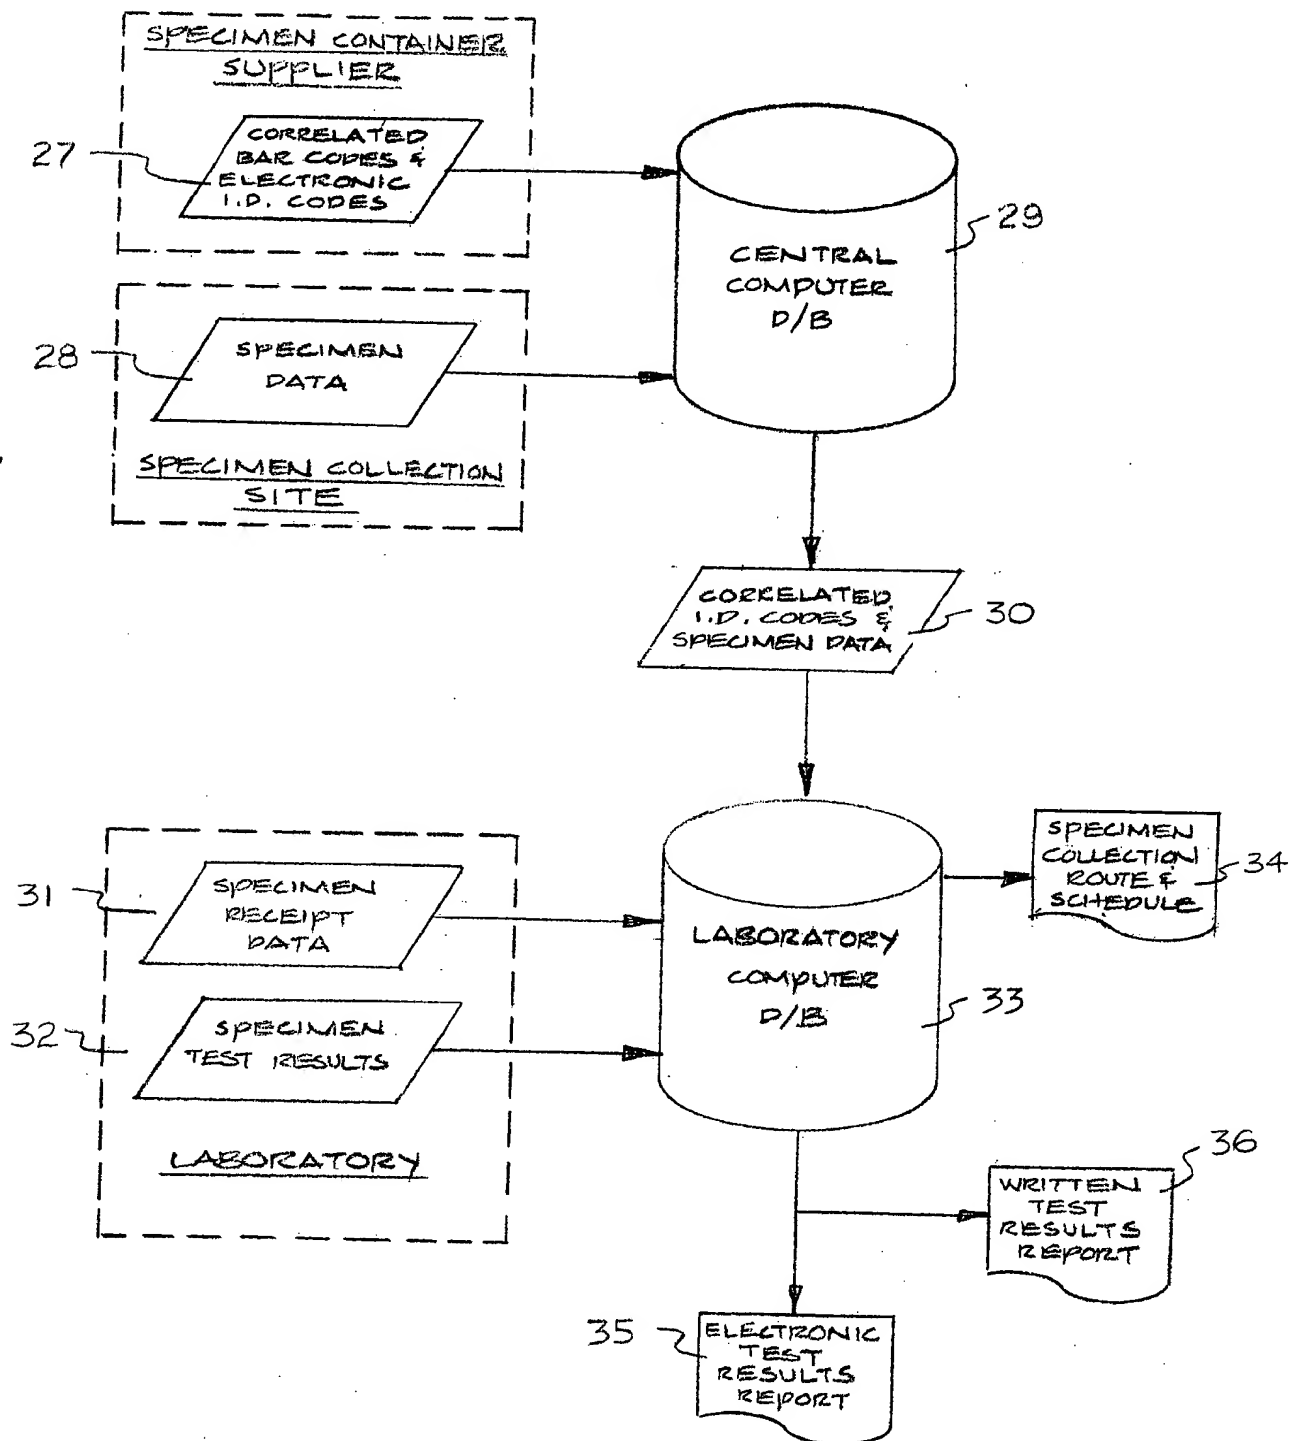 SPECIMEN CONTAINER
SUPPLIER
27
CORRELATED
BAR CODES &
ELECTRONIC
I.D. CODES
29
CENTRAL
COMPUTER
D/B
28
SPECIMEN
DATA
SPECIMEN COLLECTION
SITE
CORRELATED
I.D. CODES &
SPECIMEN DATA
30
31
SPECIMEN
RECEIPT
DATA
32
SPECIMEN
TEST RESULTS
LABORATORY
LABORATORY
COMPUTER
D/B
33
SPECIMEN
COLLECTION
ROUTE &
SCHEDULE
34
36
WRITTEN
TEST
RESULTS
REPORT
35
ELECTRONIC
TEST
RESULTS
REPORT